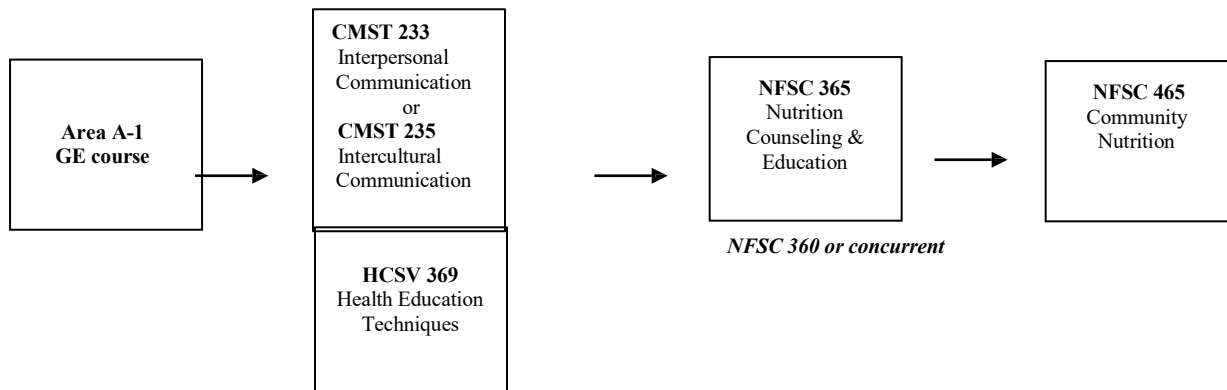 Area A-1
GE course
CMST 233
Interpersonal
Communication
or
CMST 235
Intercultural
Communication
HCSV 369
Health Education
Techniques
NFSC 365
Nutrition
Counseling &
Education
NFSC 360 or concurrent
NFSC 465
Community
Nutrition